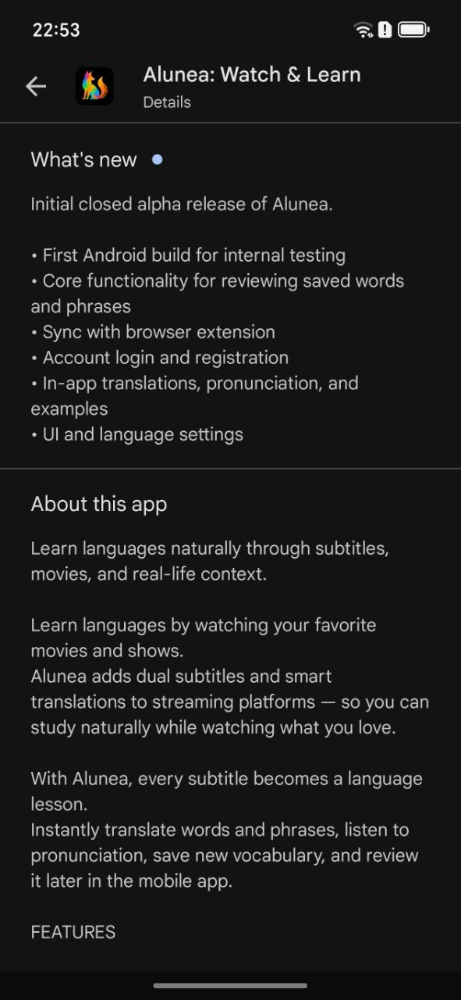 22:53
Alunea: Watch & Learn
Details
What's new
Initial closed alpha release of Alunea.
• First Android build for internal testing
• Core functionality for reviewing saved words
and phrases
• Sync with browser extension
• Account login and registration
• In-app translations, pronunciation, and
examples
• UI and language settings
About this app
Learn languages naturally through subtitles,
movies, and real-life context.
Learn languages by watching your favorite
movies and shows.
Alunea adds dual subtitles and smart
translations to streaming platforms — so you can
study naturally while watching what you love.
With Alunea, every subtitle becomes a language
lesson.
Instantly translate words and phrases, listen to
pronunciation, save new vocabulary, and review
it later in the mobile app.
FEATURES